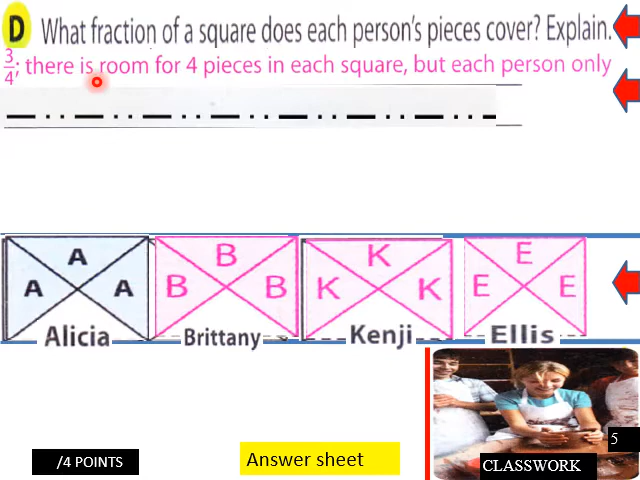 D What fraction of a square does each person's pieces cover? Explain.
3/4; there is room for 4 pieces in each square, but each person only
A B K E
A A B B K K E E
Alicia Brittany Kenji Ellis
5
/4 POINTS Answer sheet CLASSWORK